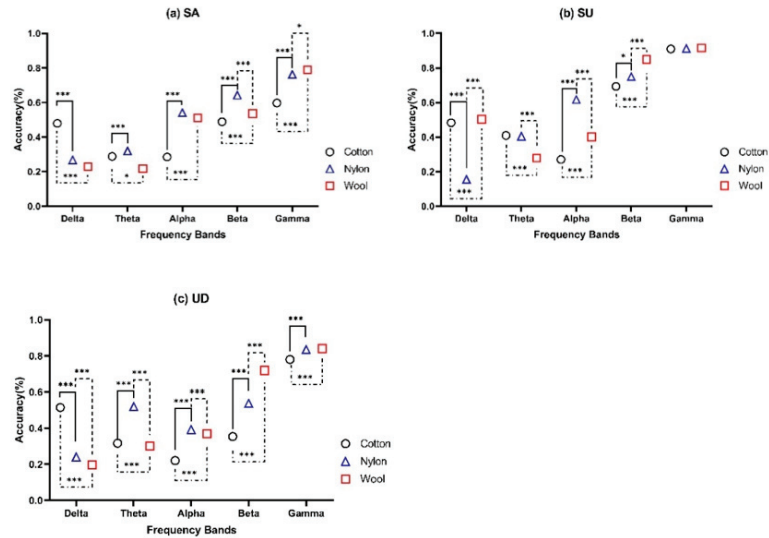 (a) SA
Accuracy(%)
1.0
0.8
0.6
0.4
0.2
0.0
*
*** ***
***
*** ***
***
***
***
*** * ***
Delta Theta Alpha Beta Gamma
Frequency Bands
Cotton
Nylon
Wool
(b) SU
Accuracy(%)
1.0
0.8
0.6
0.4
0.2
0.0
***
*
*** ***
*** ***
***
***
*** ***
***
Delta Theta Alpha Beta Gamma
Frequency Bands
Cotton
Nylon
Wool
(c) UD
Accuracy(%)
1.0
0.8
0.6
0.4
0.2
0.0
***
***
*** *** ***
***
*** *** ***
***
***
***
*** *** ***
Delta Theta Alpha Beta Gamma
Frequency Bands
Cotton
Nylon
Wool